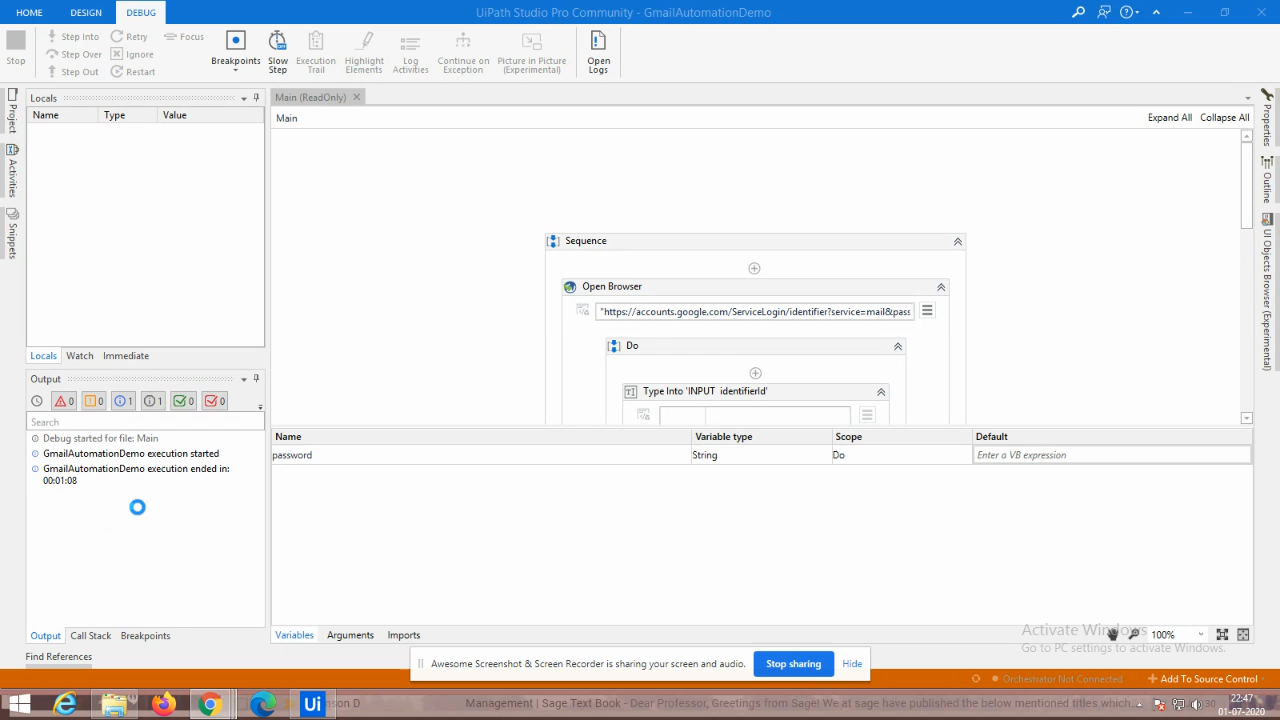 HOME
DESIGN
DEBUG
UiPath Studio Pro Community - GmailAutomationDemo
Stop
Step Into
Step Over
Step Out
Retry
Ignore
Restart
Focus
Breakpoints
Slow
Step
Execution
Trail
Highlight
Elements
Log
Activities
Continue on
Exception
Picture in Picture
(Experimental)
Open
Logs
Project
Activities
Snippets
Locals
Name Type Value
Locals Watch Immediate
Output
0 0 1 1 0 0
Search
Debug started for file: Main
GmailAutomationDemo execution started
GmailAutomationDemo execution ended in:
00:01:08
Output Call Stack Breakpoints
Find References
Main (ReadOnly)
Main
Expand All Collapse All
Sequence
Open Browser
"https://accounts.google.com/ServiceLogin/identifier?service=mail&pass
Do
Type Into 'INPUT identifierId'
Name Variable type Scope Default
password String Do Enter a VB expression
Variables Arguments Imports
100%
Activate Windows
Go to PC settings to activate Windows.
Properties
Outline
UI Objects Browser (Experimental)
Awesome Screenshot & Screen Recorder is sharing your screen and audio.
Stop sharing
Hide
Orchestrator Not Connected
Add To Source Control
Ui
nson D
Management | Sage Text Book - Dear Professor, Greetings from Sage! We at sage have published the below mentioned titles which
22:47
01-07-2020